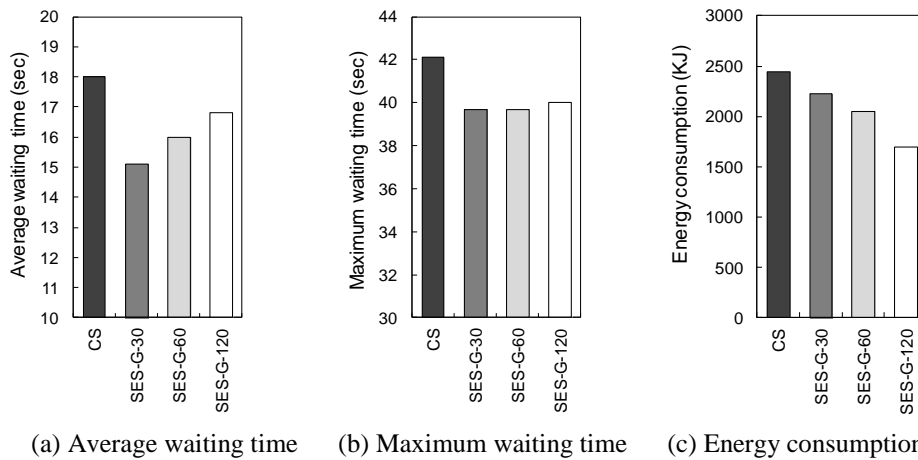 Average waiting time (sec)
20
19
18
17
16
15
14
13
12
11
10
CS
SES-G-30
SES-G-60
SES-G-120
(a) Average waiting time
Maximum waiting time (sec)
44
42
40
38
36
34
32
30
CS
SES-G-30
SES-G-60
SES-G-120
(b) Maximum waiting time
Energy consumption (KJ)
3000
2500
2000
1500
1000
500
0
CS
SES-G-30
SES-G-60
SES-G-120
(c) Energy consumption